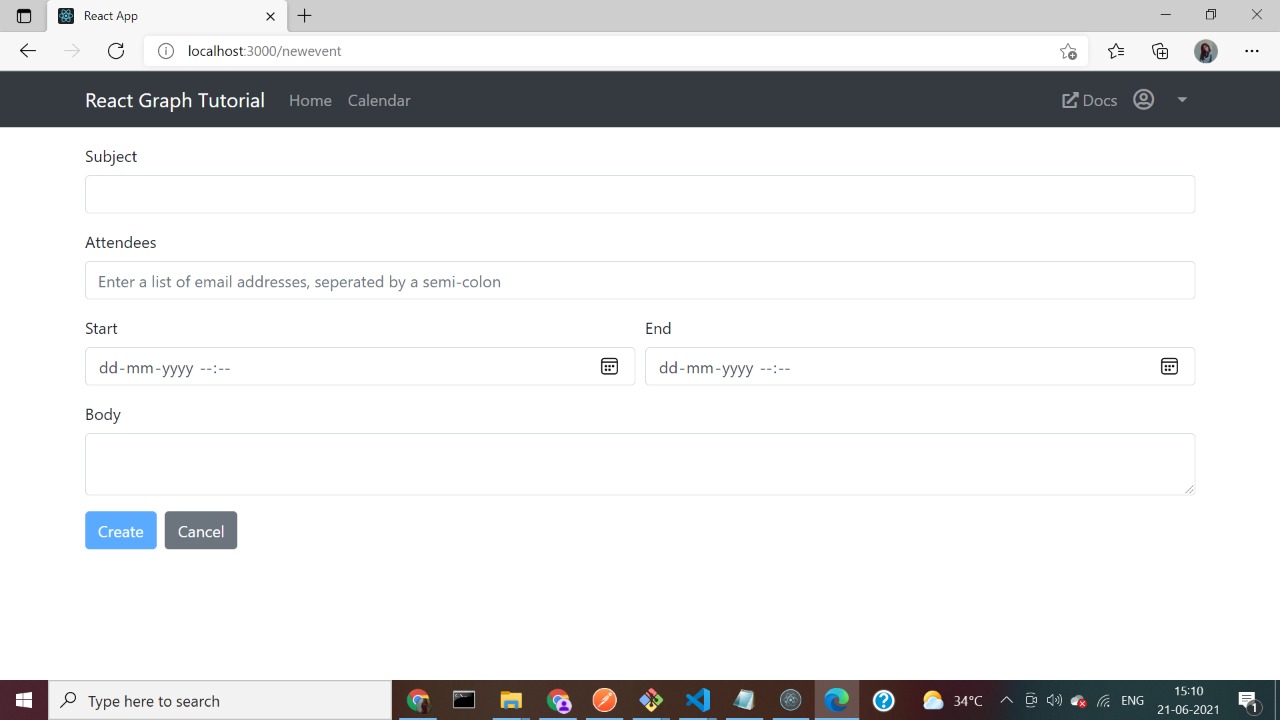 React App
localhost:3000/newevent
React Graph Tutorial Home Calendar Docs
Subject
Attendees
Enter a list of email addresses, seperated by a semi-colon
Start End
dd-mm-yyyy --:-- dd-mm-yyyy --:--
Body
Create Cancel
Type here to search 34°C ENG 15:10
21-06-2021 1